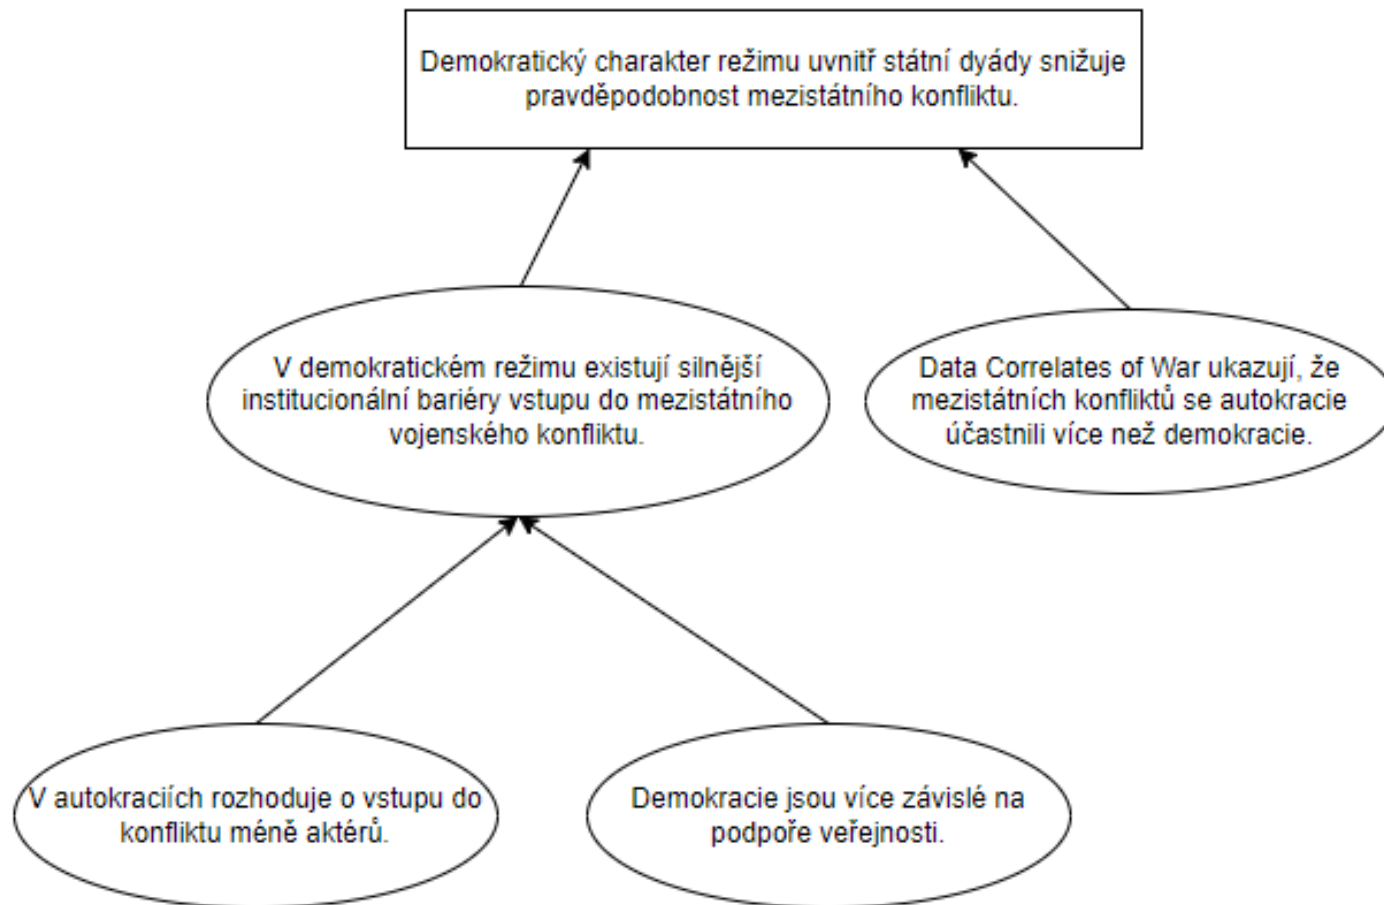 Demokratický charakter režimu uvnitř státní dyády snižuje
pravděpodobnost mezistátního konfliktu.
V demokratickém režimu existují silnější
institucionální bariéry vstupu do mezistátního
vojenského konfliktu.
Data Correlates of War ukazují, že
mezistátních konfliktů se autokracie
účastnili více než demokracie.
V autokraciích rozhoduje o vstupu do
konfliktu méně aktérů.
Demokracie jsou více závislé na
podpoře veřejnosti.